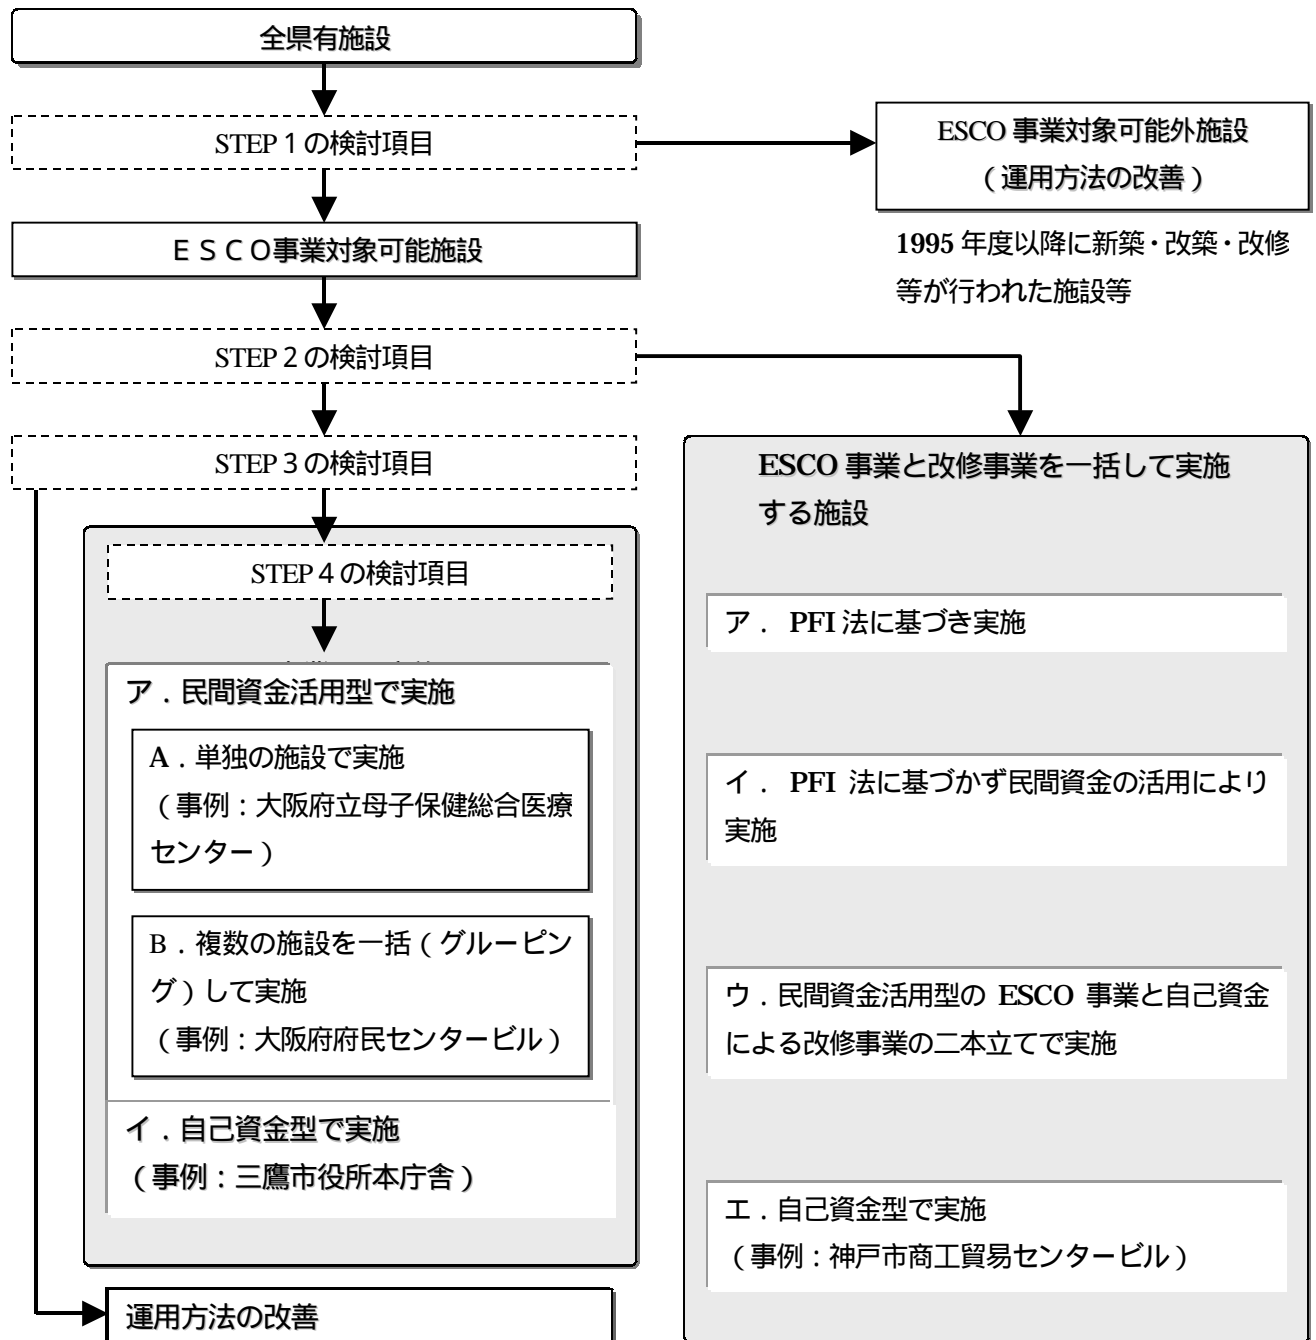 全県有施設
STEP 1 の検討項目
ESCO 事業対象可能外施設
（運用方法の改善）
ＥＳＣＯ事業対象可能施設
1995 年度以降に新築・改築・改修
等が行われた施設等
STEP 2 の検討項目
STEP 3 の検討項目
STEP 4 の検討項目
ア．民間資金活用型で実施
A．単独の施設で実施
（事例：大阪府立母子保健総合医療
センター）
B．複数の施設を一括（グルーピン
グ）して実施
（事例：大阪府府民センタービル）
イ．自己資金型で実施
（事例：三鷹市役所本庁舎）
運用方法の改善
ESCO 事業と改修事業を一括して実施
する施設
ア． PFI 法に基づき実施
イ． PFI 法に基づかず民間資金の活用により
実施
ウ．民間資金活用型の ESCO 事業と自己資金
による改修事業の二本立てで実施
エ．自己資金型で実施
（事例：神戸市商工貿易センタービル）